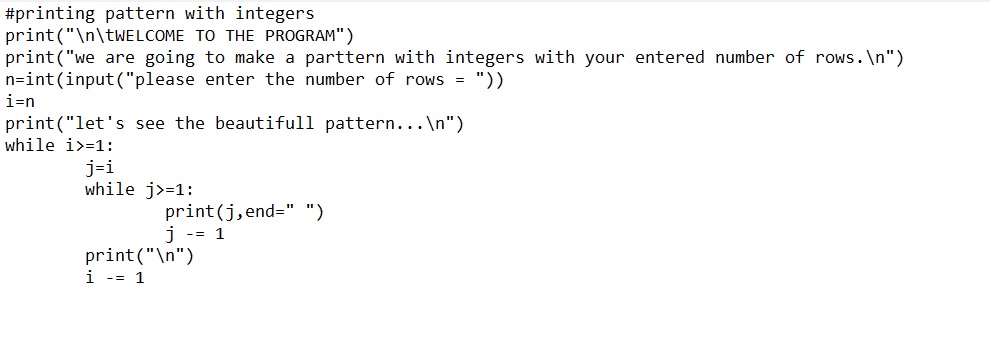 #printing pattern with integers
print("\n\tWELCOME TO THE PROGRAM")
print("we are going to make a parttern with integers with your entered number of rows.\n")
n=int(input("please enter the number of rows = "))
i=n
print("let's see the beautifull pattern...\n")
while i>=1:
        j=i
        while j>=1:
                print(j,end=" ")
                j -= 1
        print("\n")
        i -= 1